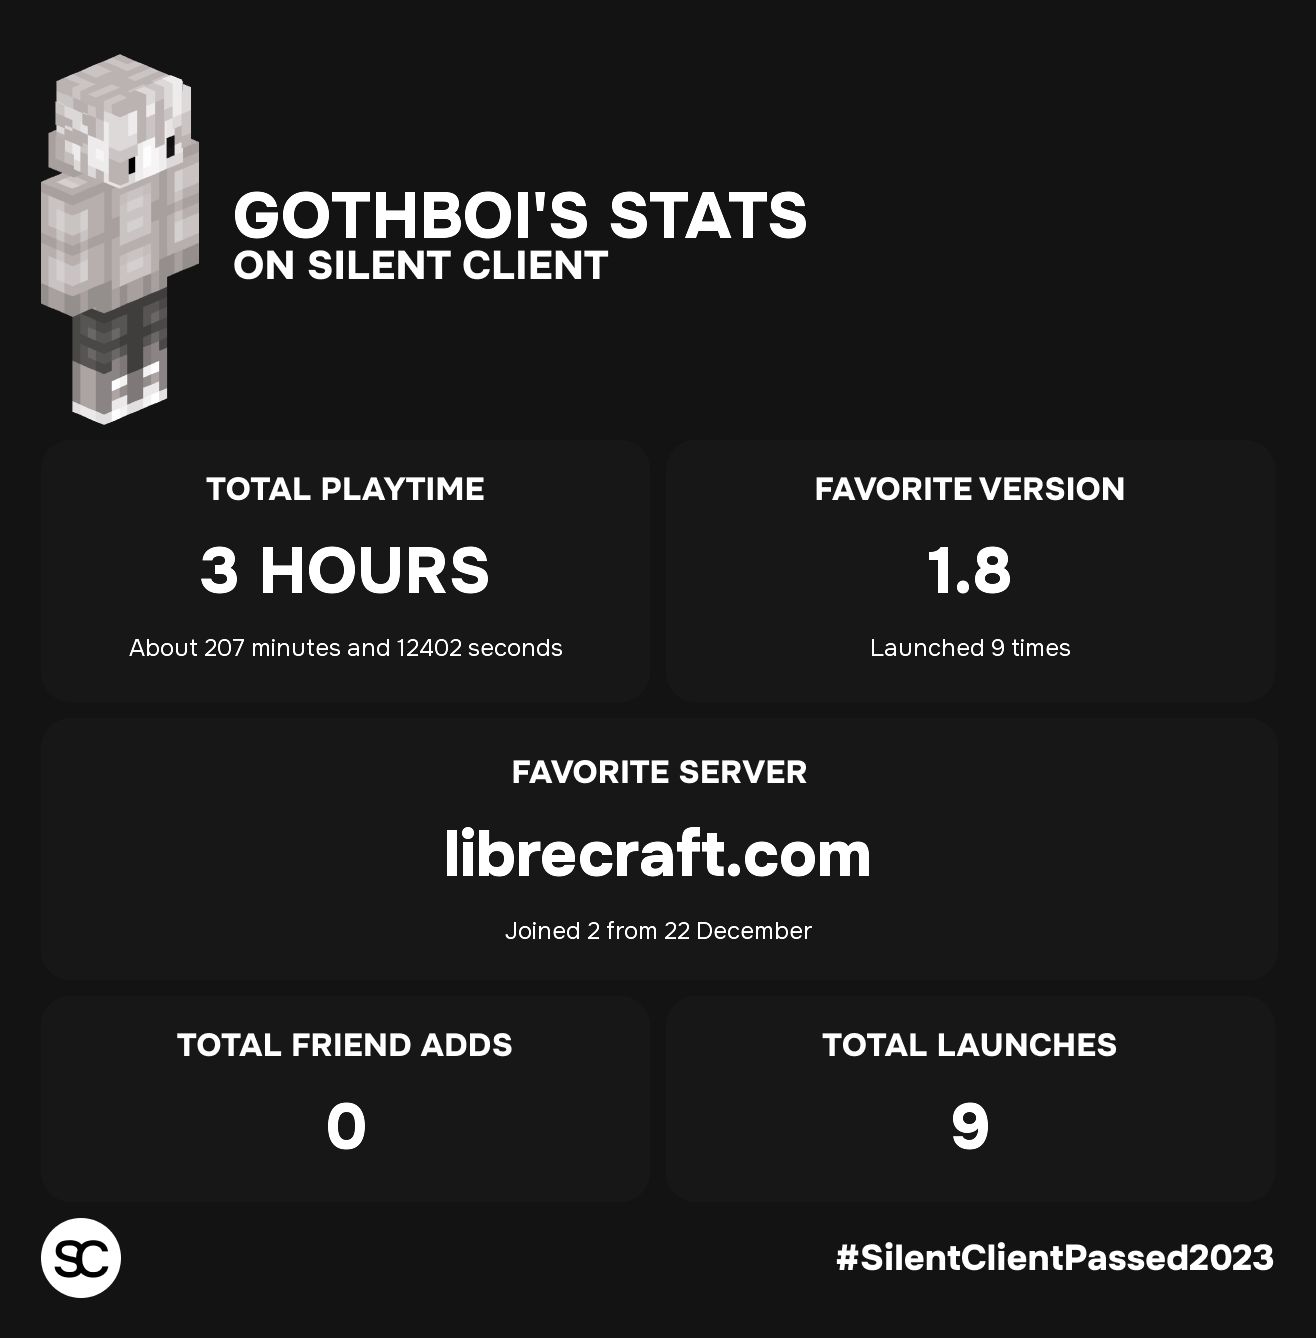 GOTHBOI'S STATS
ON SILENT CLIENT
TOTAL PLAYTIME
3 HOURS
About 207 minutes and 12402 seconds
FAVORITE VERSION
1.8
Launched 9 times
FAVORITE SERVER
librecraft.com
Joined 2 from 22 December
TOTAL FRIEND ADDS
0
TOTAL LAUNCHES
9
SC
#SilentClientPassed2023